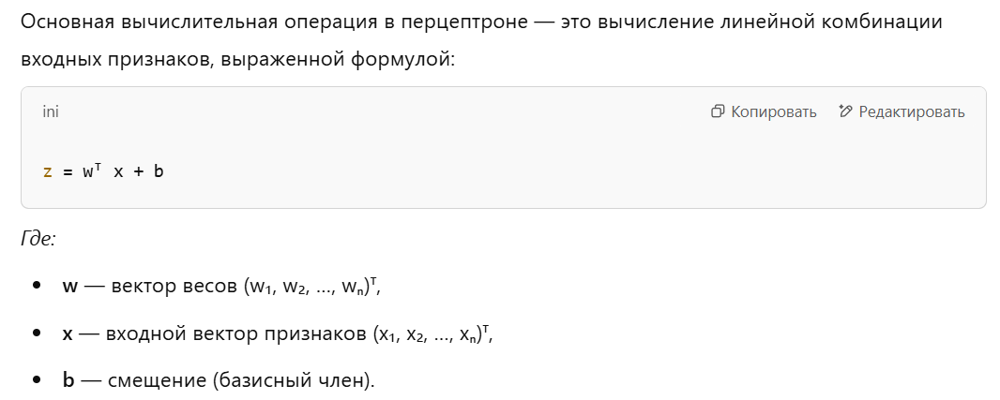 Основная вычислительная операция в перцептроне — это вычисление линейной комбинации
входных признаков, выраженной формулой:
ini Копировать Редактировать
z = wᵀ x + b
Где:
• w — вектор весов (w₁, w₂, ..., wₙ)ᵀ,
• x — входной вектор признаков (x₁, x₂, ..., xₙ)ᵀ,
• b — смещение (базисный член).